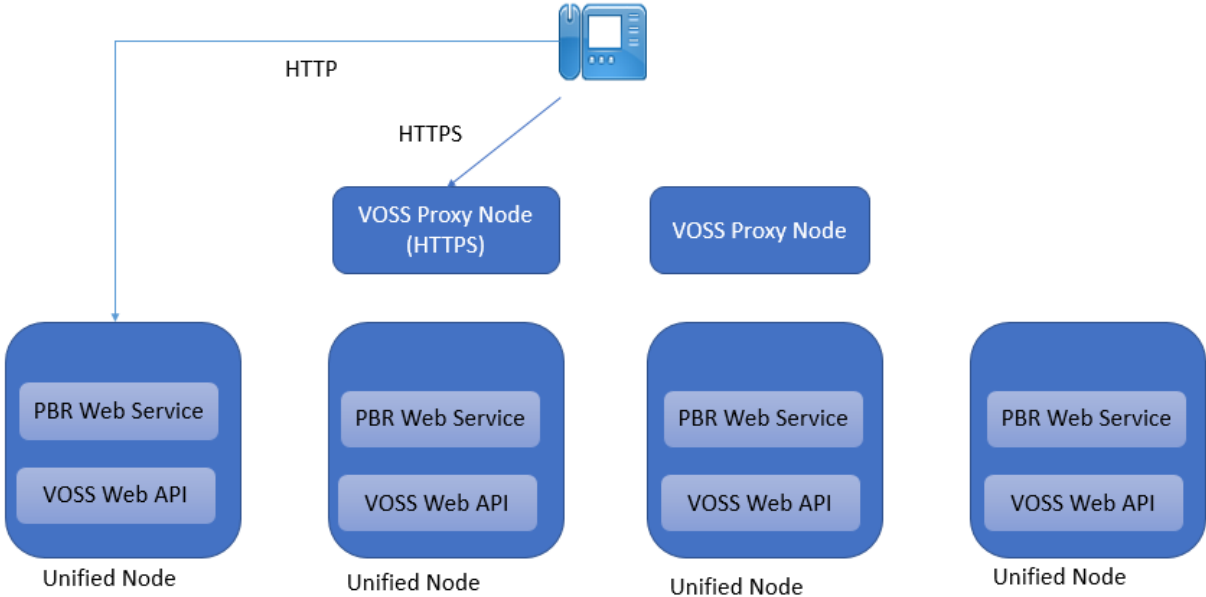 HTTP
HTTPS
VOSS Proxy Node
(HTTPS)
VOSS Proxy Node
PBR Web Service
VOSS Web API
Unified Node
PBR Web Service
VOSS Web API
Unified Node
PBR Web Service
VOSS Web API
Unified Node
PBR Web Service
VOSS Web API
Unified Node